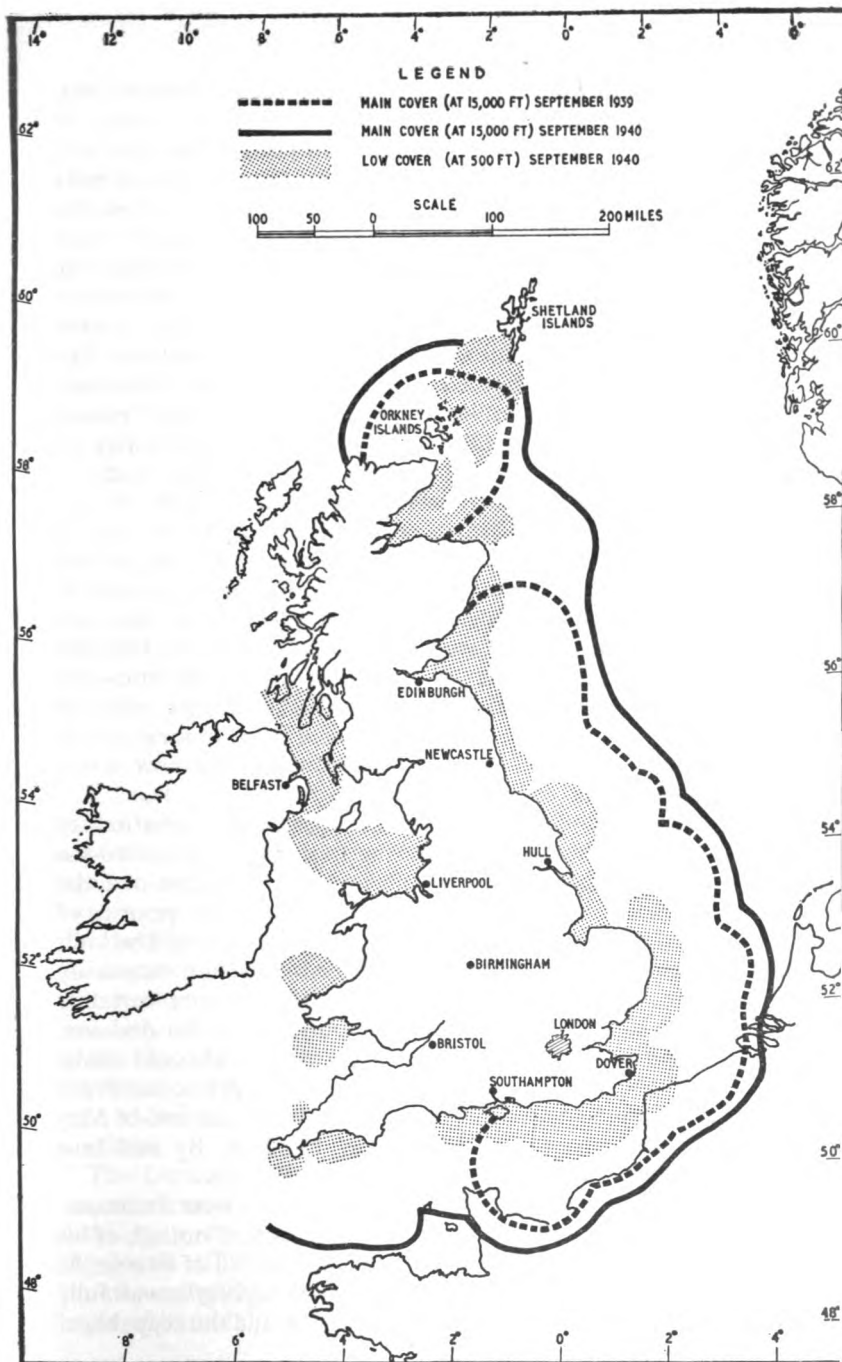 14° 12° 10° 8° 6° 4° 2° 0° 2° 4° 6°
LEGEND
MAIN COVER (AT 15,000 FT) SEPTEMBER 1939
MAIN COVER (AT 15,000 FT) SEPTEMBER 1940
LOW COVER (AT 500 FT) SEPTEMBER 1940
SCALE
100 50 0 100 200 MILES
62° 62°
60° 60°
SHETLAND
ISLANDS
ORKNEY
ISLANDS
58° 58°
56° 56°
EDINBURGH
NEWCASTLE
BELFAST
54° 54°
HULL
LIVERPOOL
52° 52°
BIRMINGHAM
LONDON
BRISTOL
DOVER
SOUTHAMPTON
50° 50°
48° 48°
8° 6° 4° 2° 0° 2° 4°